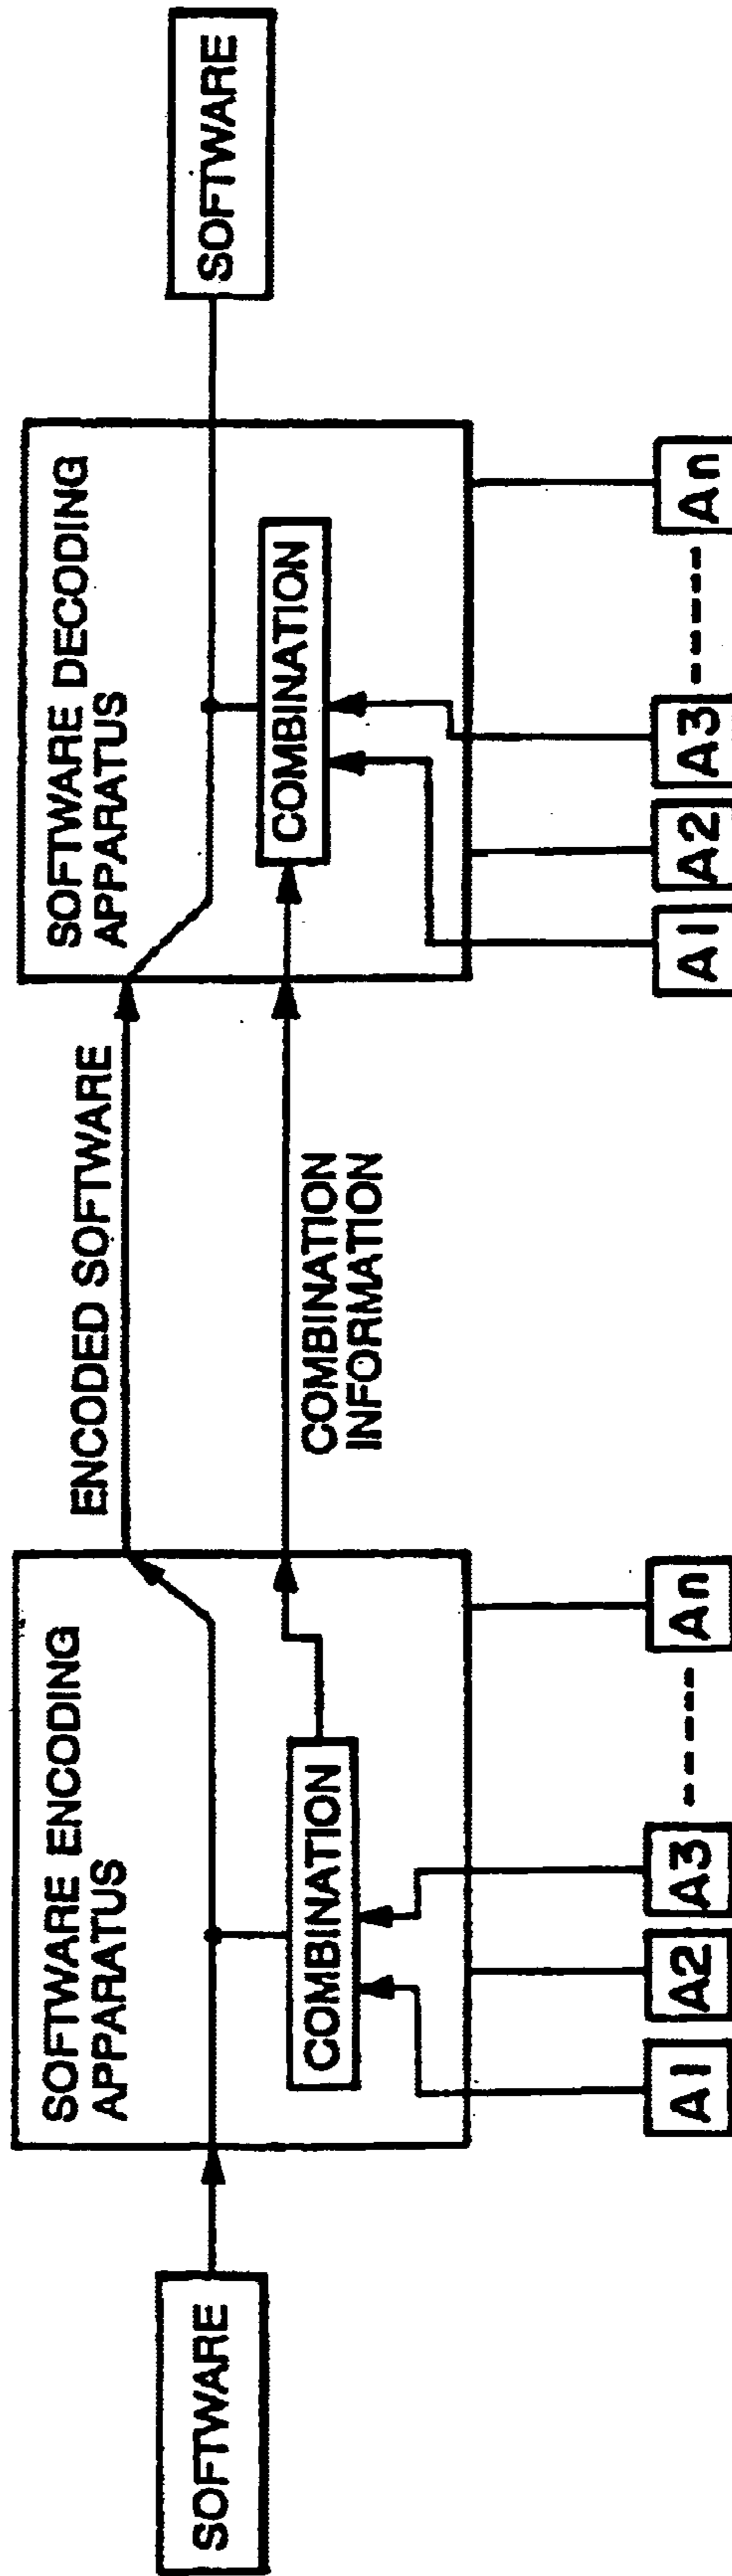 SOFTWARE
SOFTWARE ENCODING
APPARATUS
COMBINATION
A1
A2
A3
An
ENCODED SOFTWARE
COMBINATION
INFORMATION
SOFTWARE DECODING
APPARATUS
COMBINATION
A1
A2
A3
An
SOFTWARE